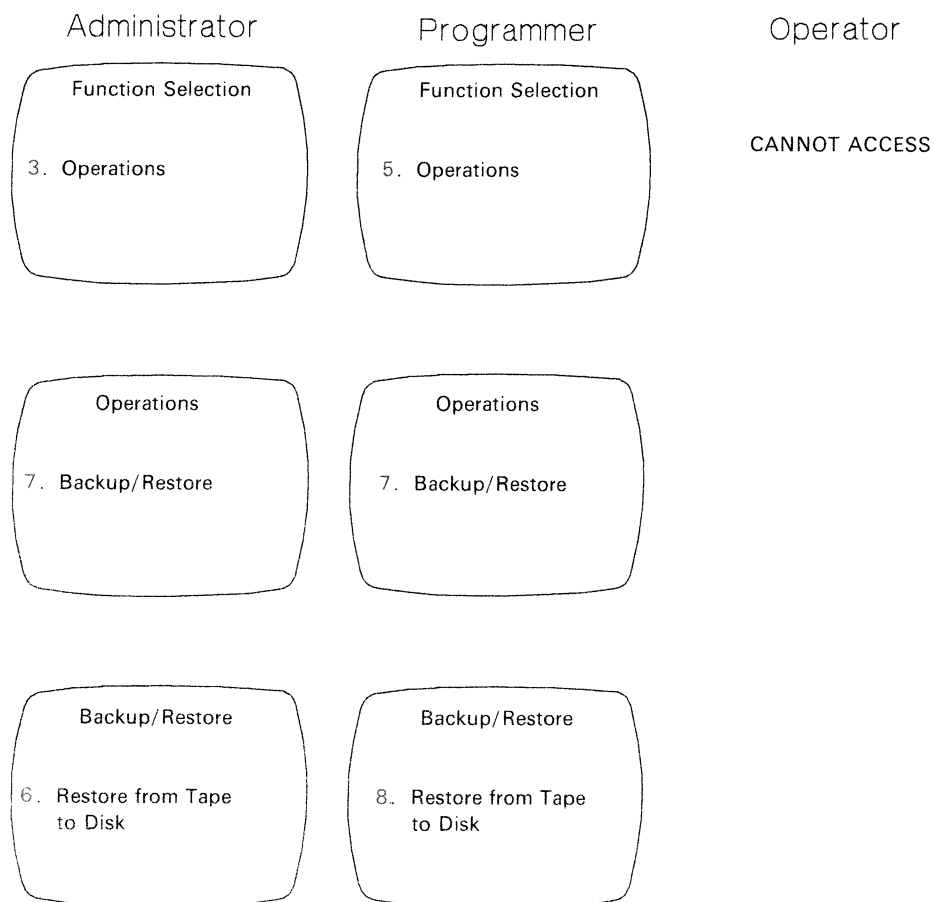 Administrator
Programmer
Operator
Function Selection
3. Operations
Function Selection
5. Operations
CANNOT ACCESS
Operations
7. Backup/Restore
Operations
7. Backup/Restore
Backup/Restore
6. Restore from Tape
to Disk
Backup/Restore
8. Restore from Tape
to Disk